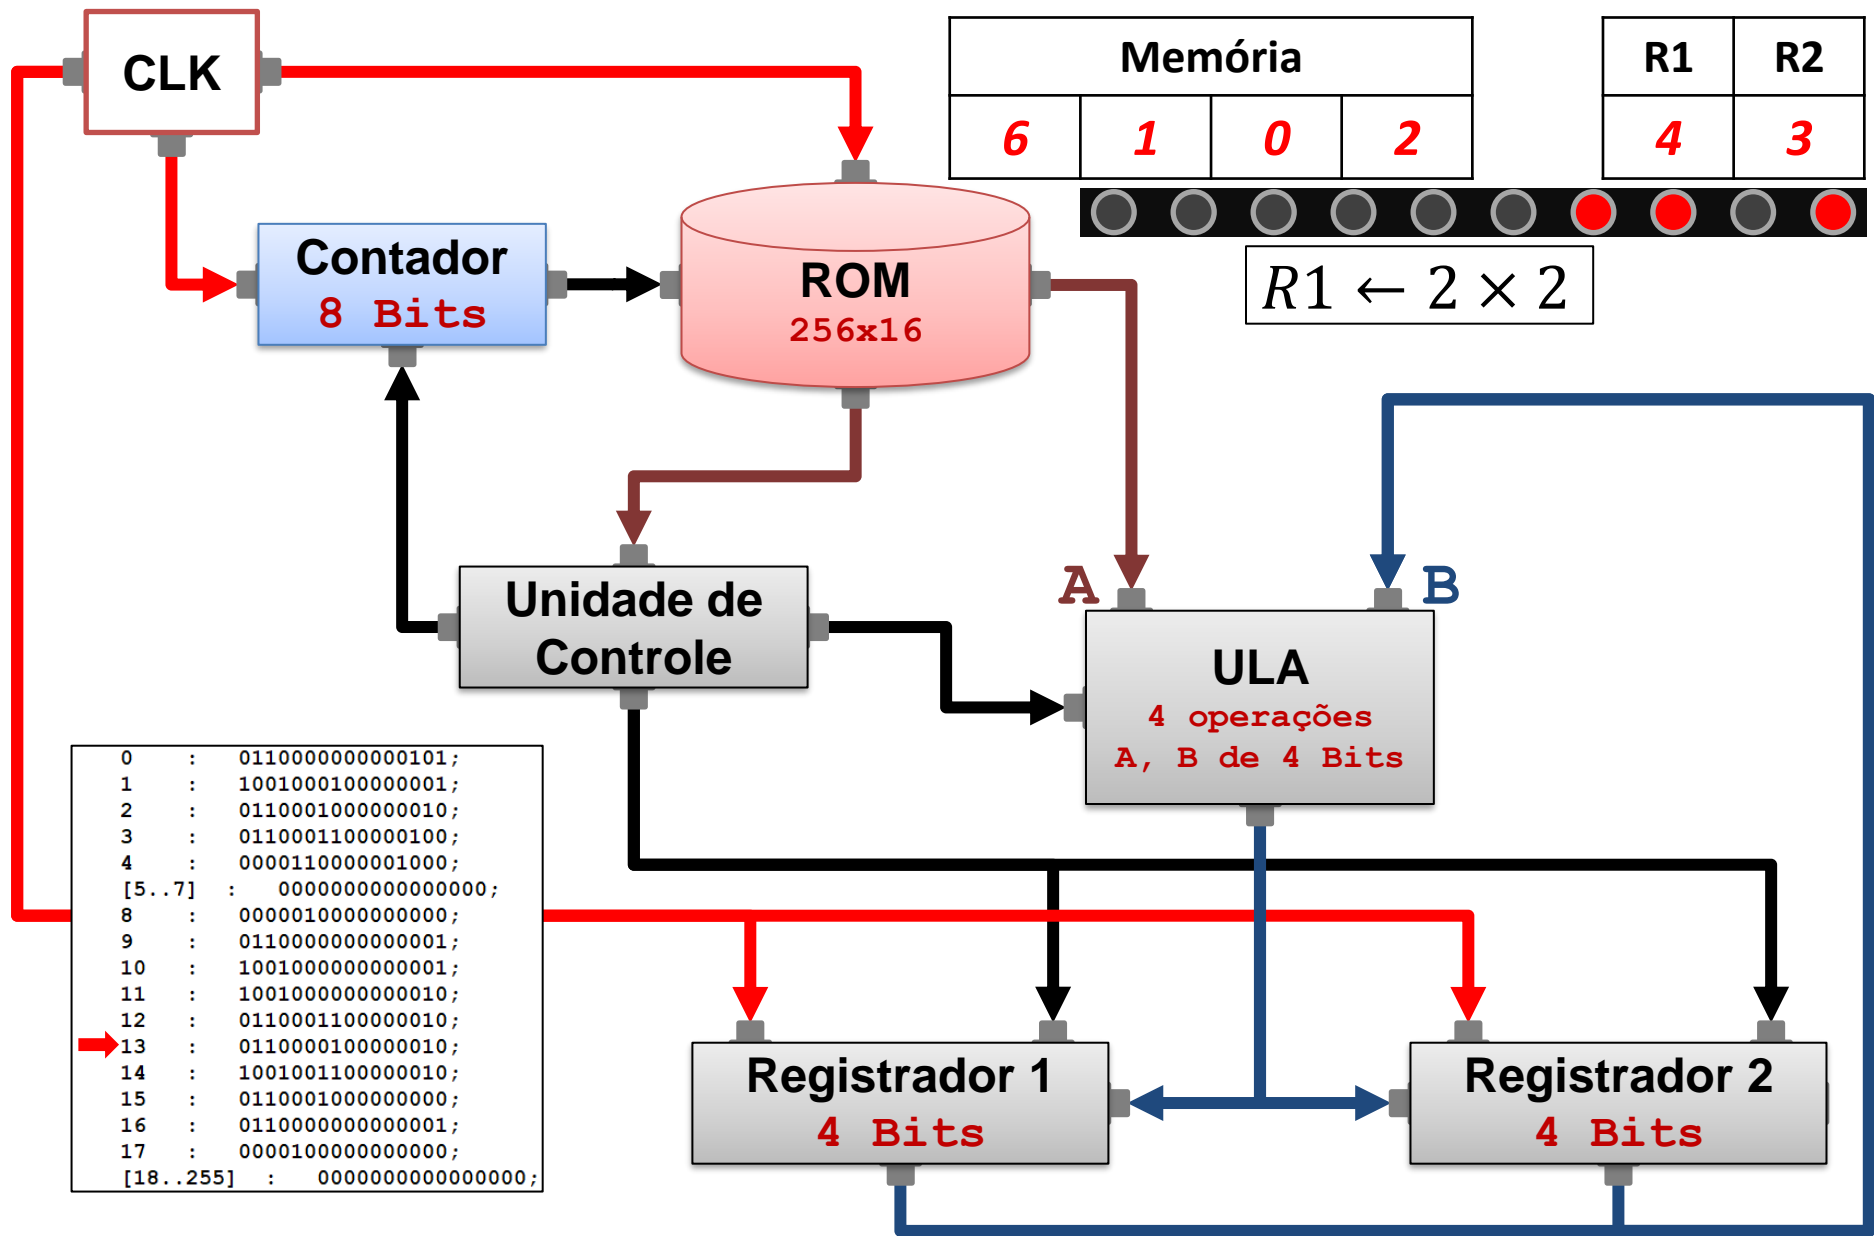 CLK
Memória
R1 R2
6 1 0 2
4 3
R1 ← 2 × 2
Contador
8 Bits
ROM
256x16
A
B
Unidade de
Controle
ULA
4 operações
A, B de 4 Bits
0 : 0110000000000101;
1 : 1001000100000001;
2 : 0110001000000010;
3 : 0110001100000100;
4 : 0000110000001000;
[5..7] : 0000000000000000;
8 : 0000010000000000;
9 : 0110000000000001;
10 : 1001000000000001;
11 : 1001000000000010;
12 : 0110001100000010;
13 : 0110000100000010;
14 : 1001001100000010;
15 : 0110001000000000;
16 : 0110000000000001;
17 : 0000100000000000;
[18..255] : 0000000000000000;
Registrador 1
4 Bits
Registrador 2
4 Bits